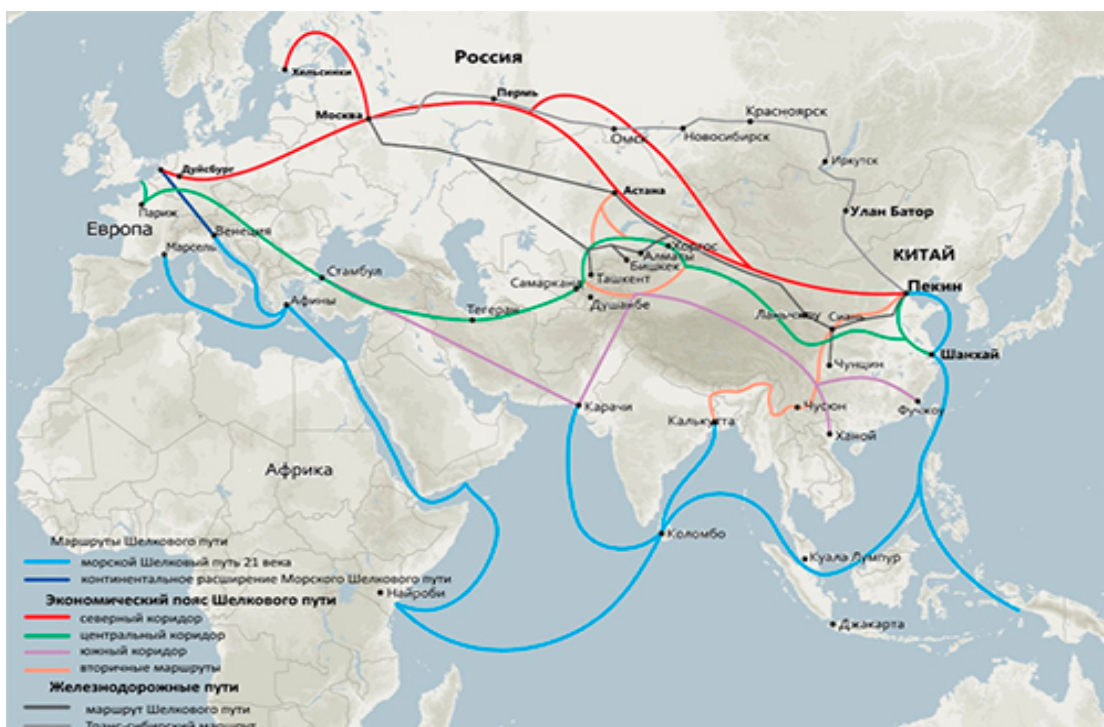 Россия
Хельсинки
Пермь
Красноярск
Москва
Омск
Новосибирск
Иркутск
Дуйсбург
Астана
Улан Батор
Париж
Европа
Венеция
Марсель
Хоргос
КИТАЙ
Алматы
Бишкек
Стамбул
Ташкент
Самарканд
Пекин
Афины
Душанбе
Тегеран
Ланьчжоу
Сиань
Шанхай
Чунцин
Карачи
Калькутта
Чусюн
Фучжоу
Ханой
Африка
Коломбо
Куала Лумпур
Найроби
Джакарта
Маршруты Шелкового пути
морской Шелковый путь 21 века
континентальное расширение Морского Шелкового пути
Экономический пояс Шелкового пути
северный коридор
центральный коридор
южный коридор
вторичные маршруты
Железнодорожные пути
маршрут Шелкового пути
Транс-сибирский маршрут